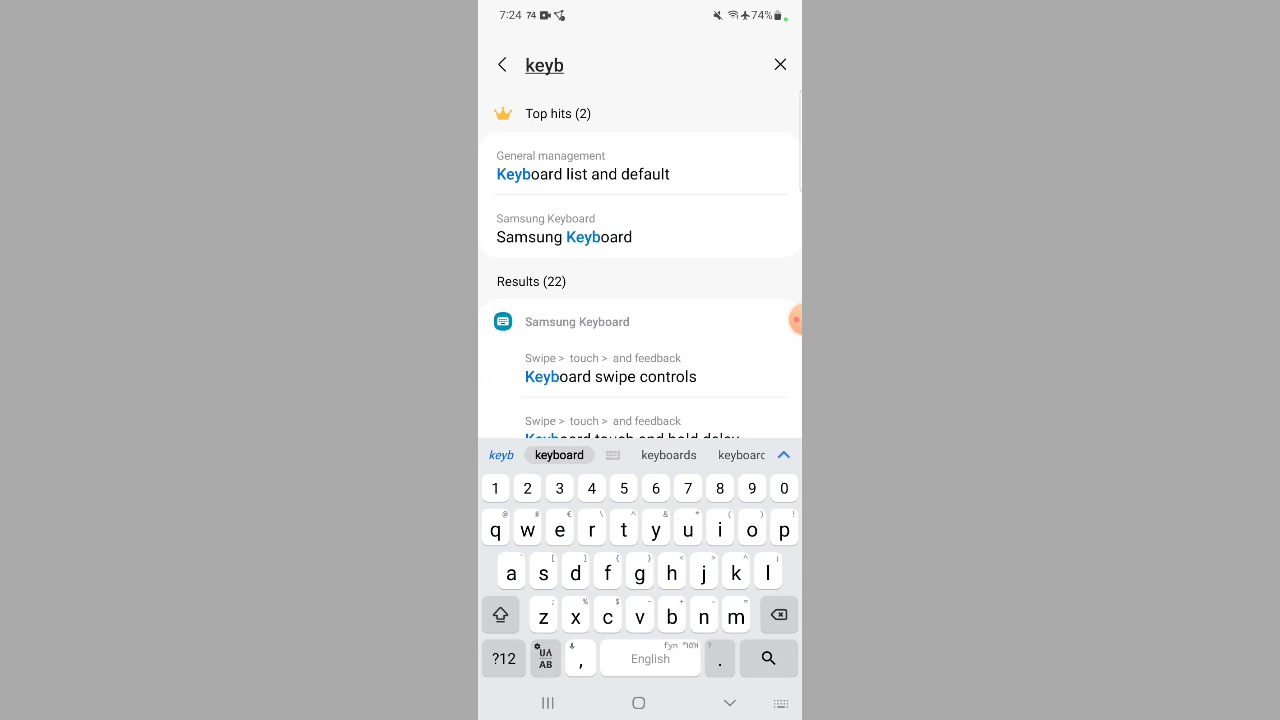 7:24 74
74%
keyb
Top hits (2)
General management
Keyboard list and default
Samsung Keyboard
Samsung Keyboard
Results (22)
Samsung Keyboard
Swipe > touch > and feedback
Keyboard swipe controls
Swipe > touch > and feedback
Keyboard touch and hold delay
keyb keyboard keyboards keyboard
1 2 3 4 5 6 7 8 9 0
@ # € \ ^ & * ( ) !
q w e r t y u i o p
` [ ] { } < > ^ |
a s d f g h j k l
; % $ - + - =
z x c v b n m
?12 UA AB , English . ?